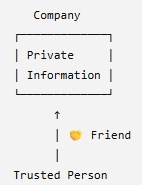 Company
Private
Information
Friend
Trusted Person